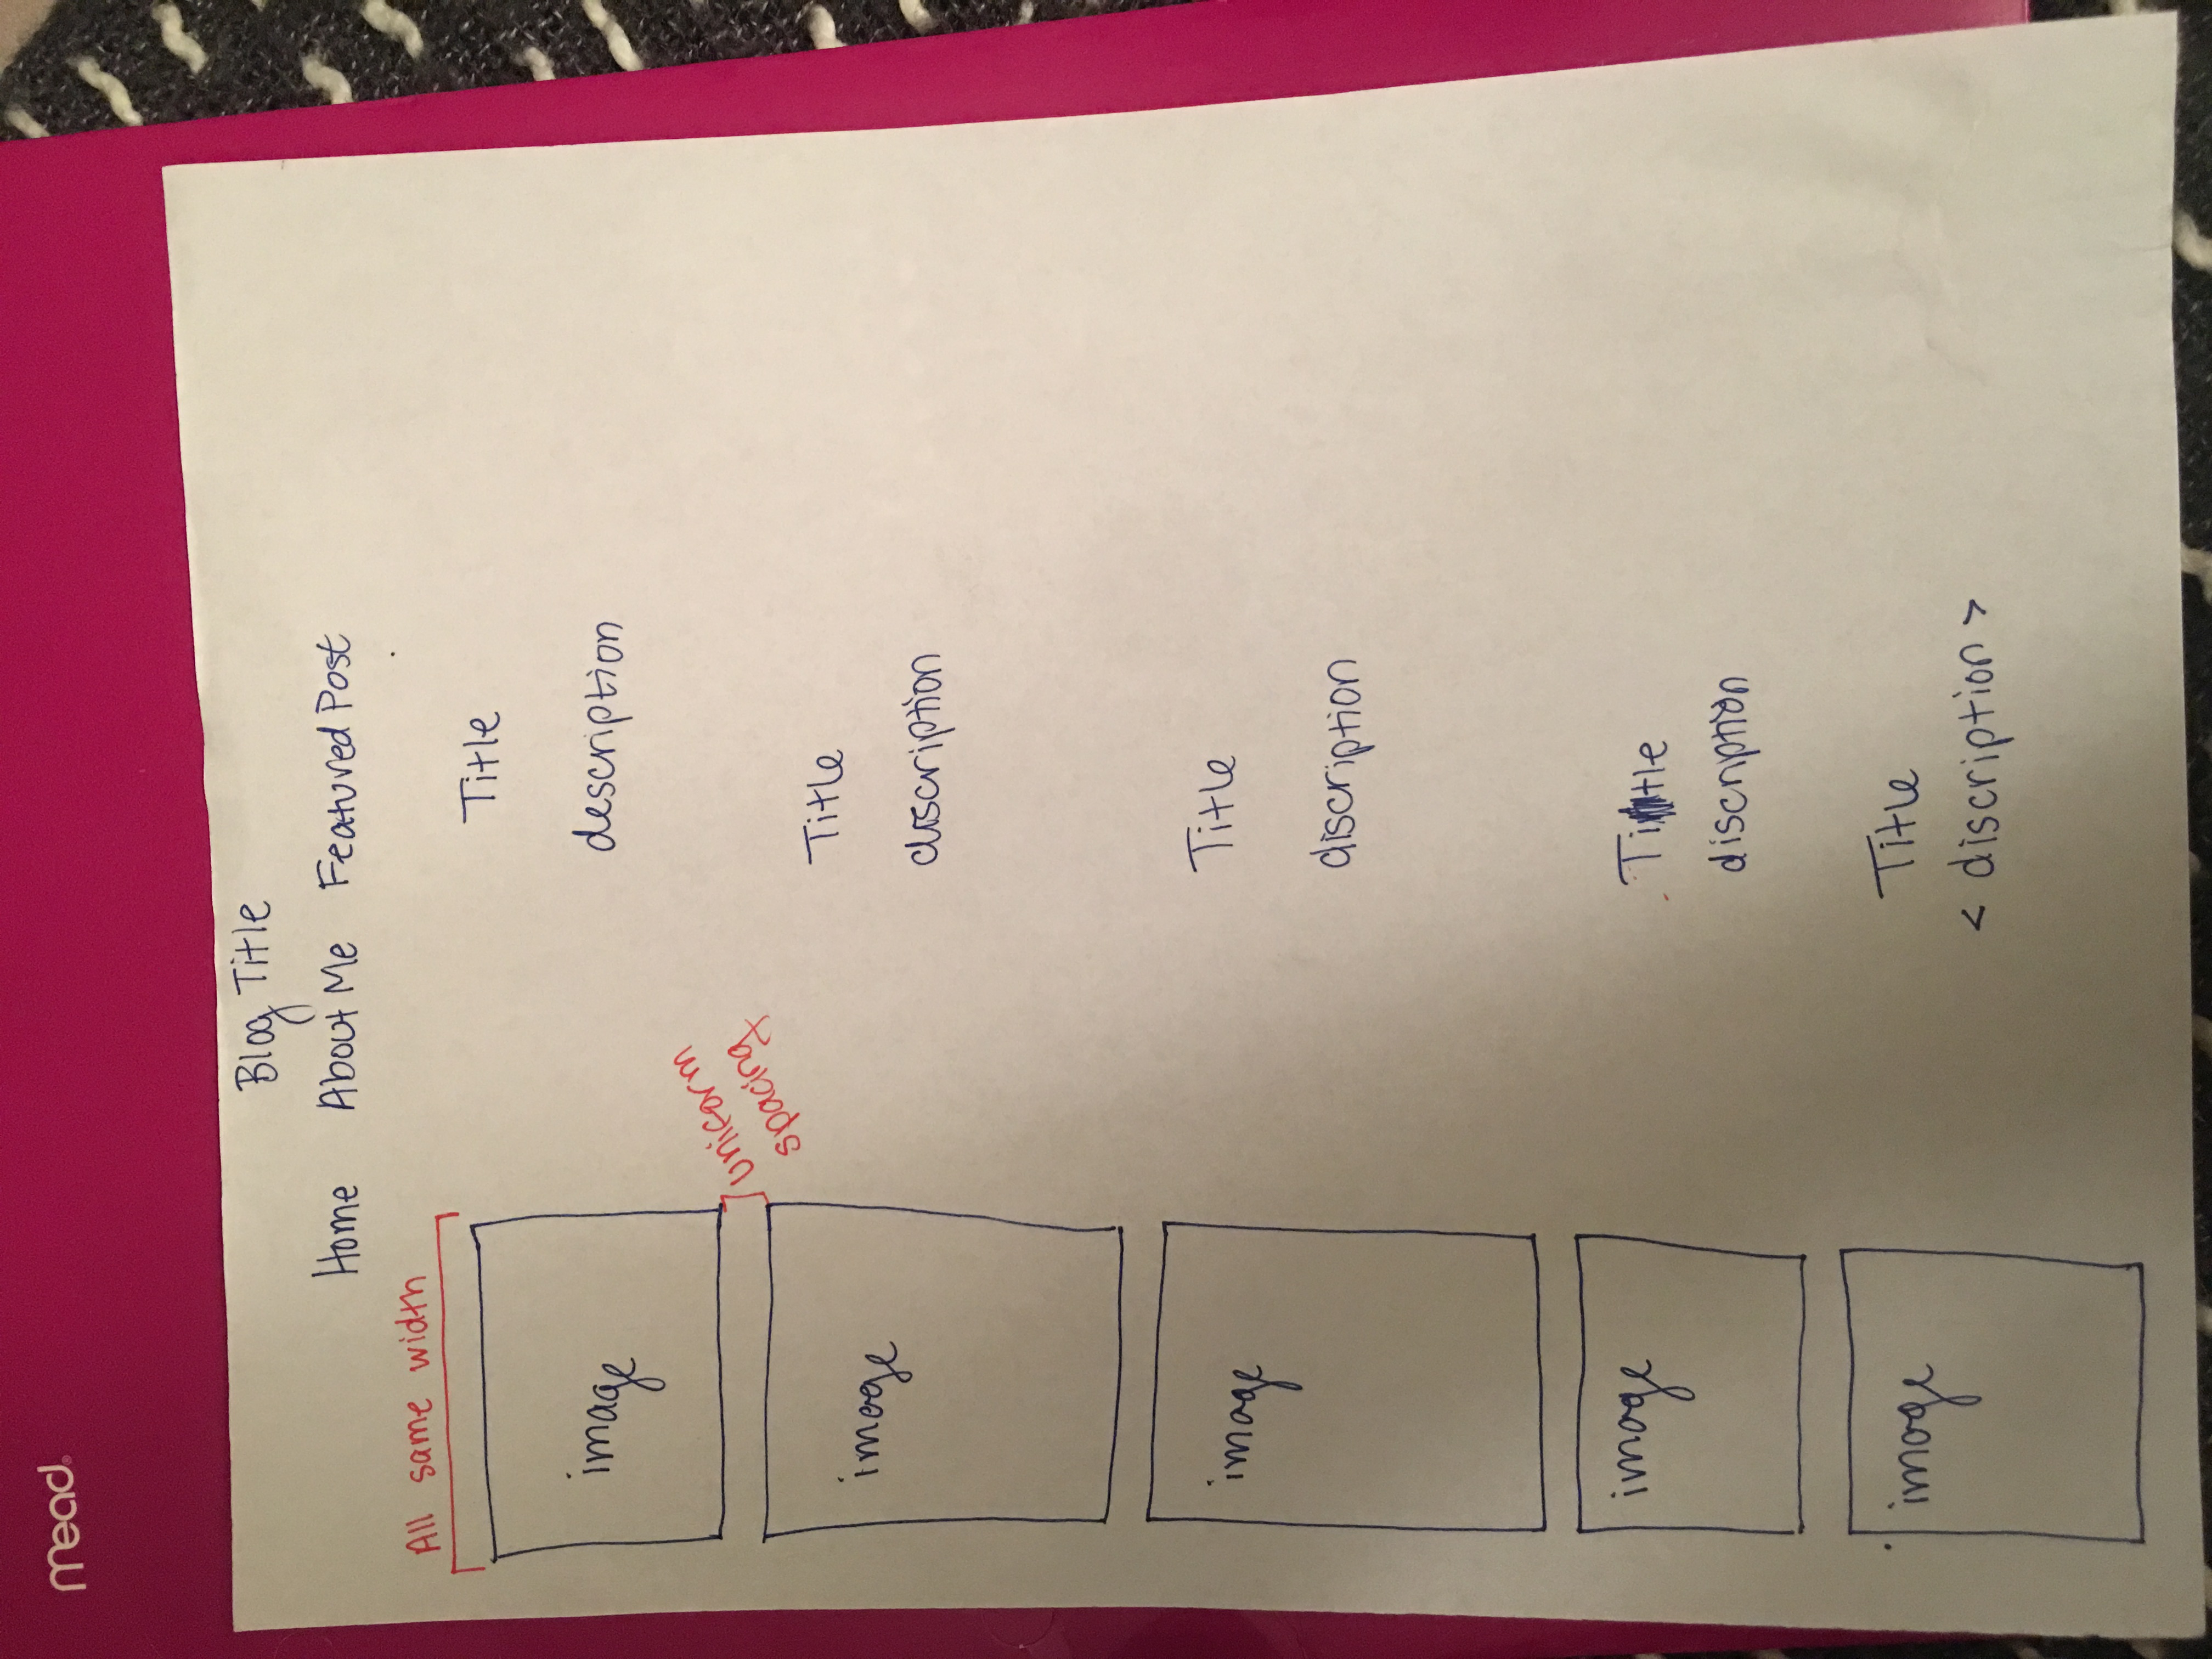 mead
Blog Title
Home About Me Featured Post
All same width
image
Title
description
uniform
spacing
image
Title
discription
image
Title
discription
image
Title
discription
image
Title
< discription >